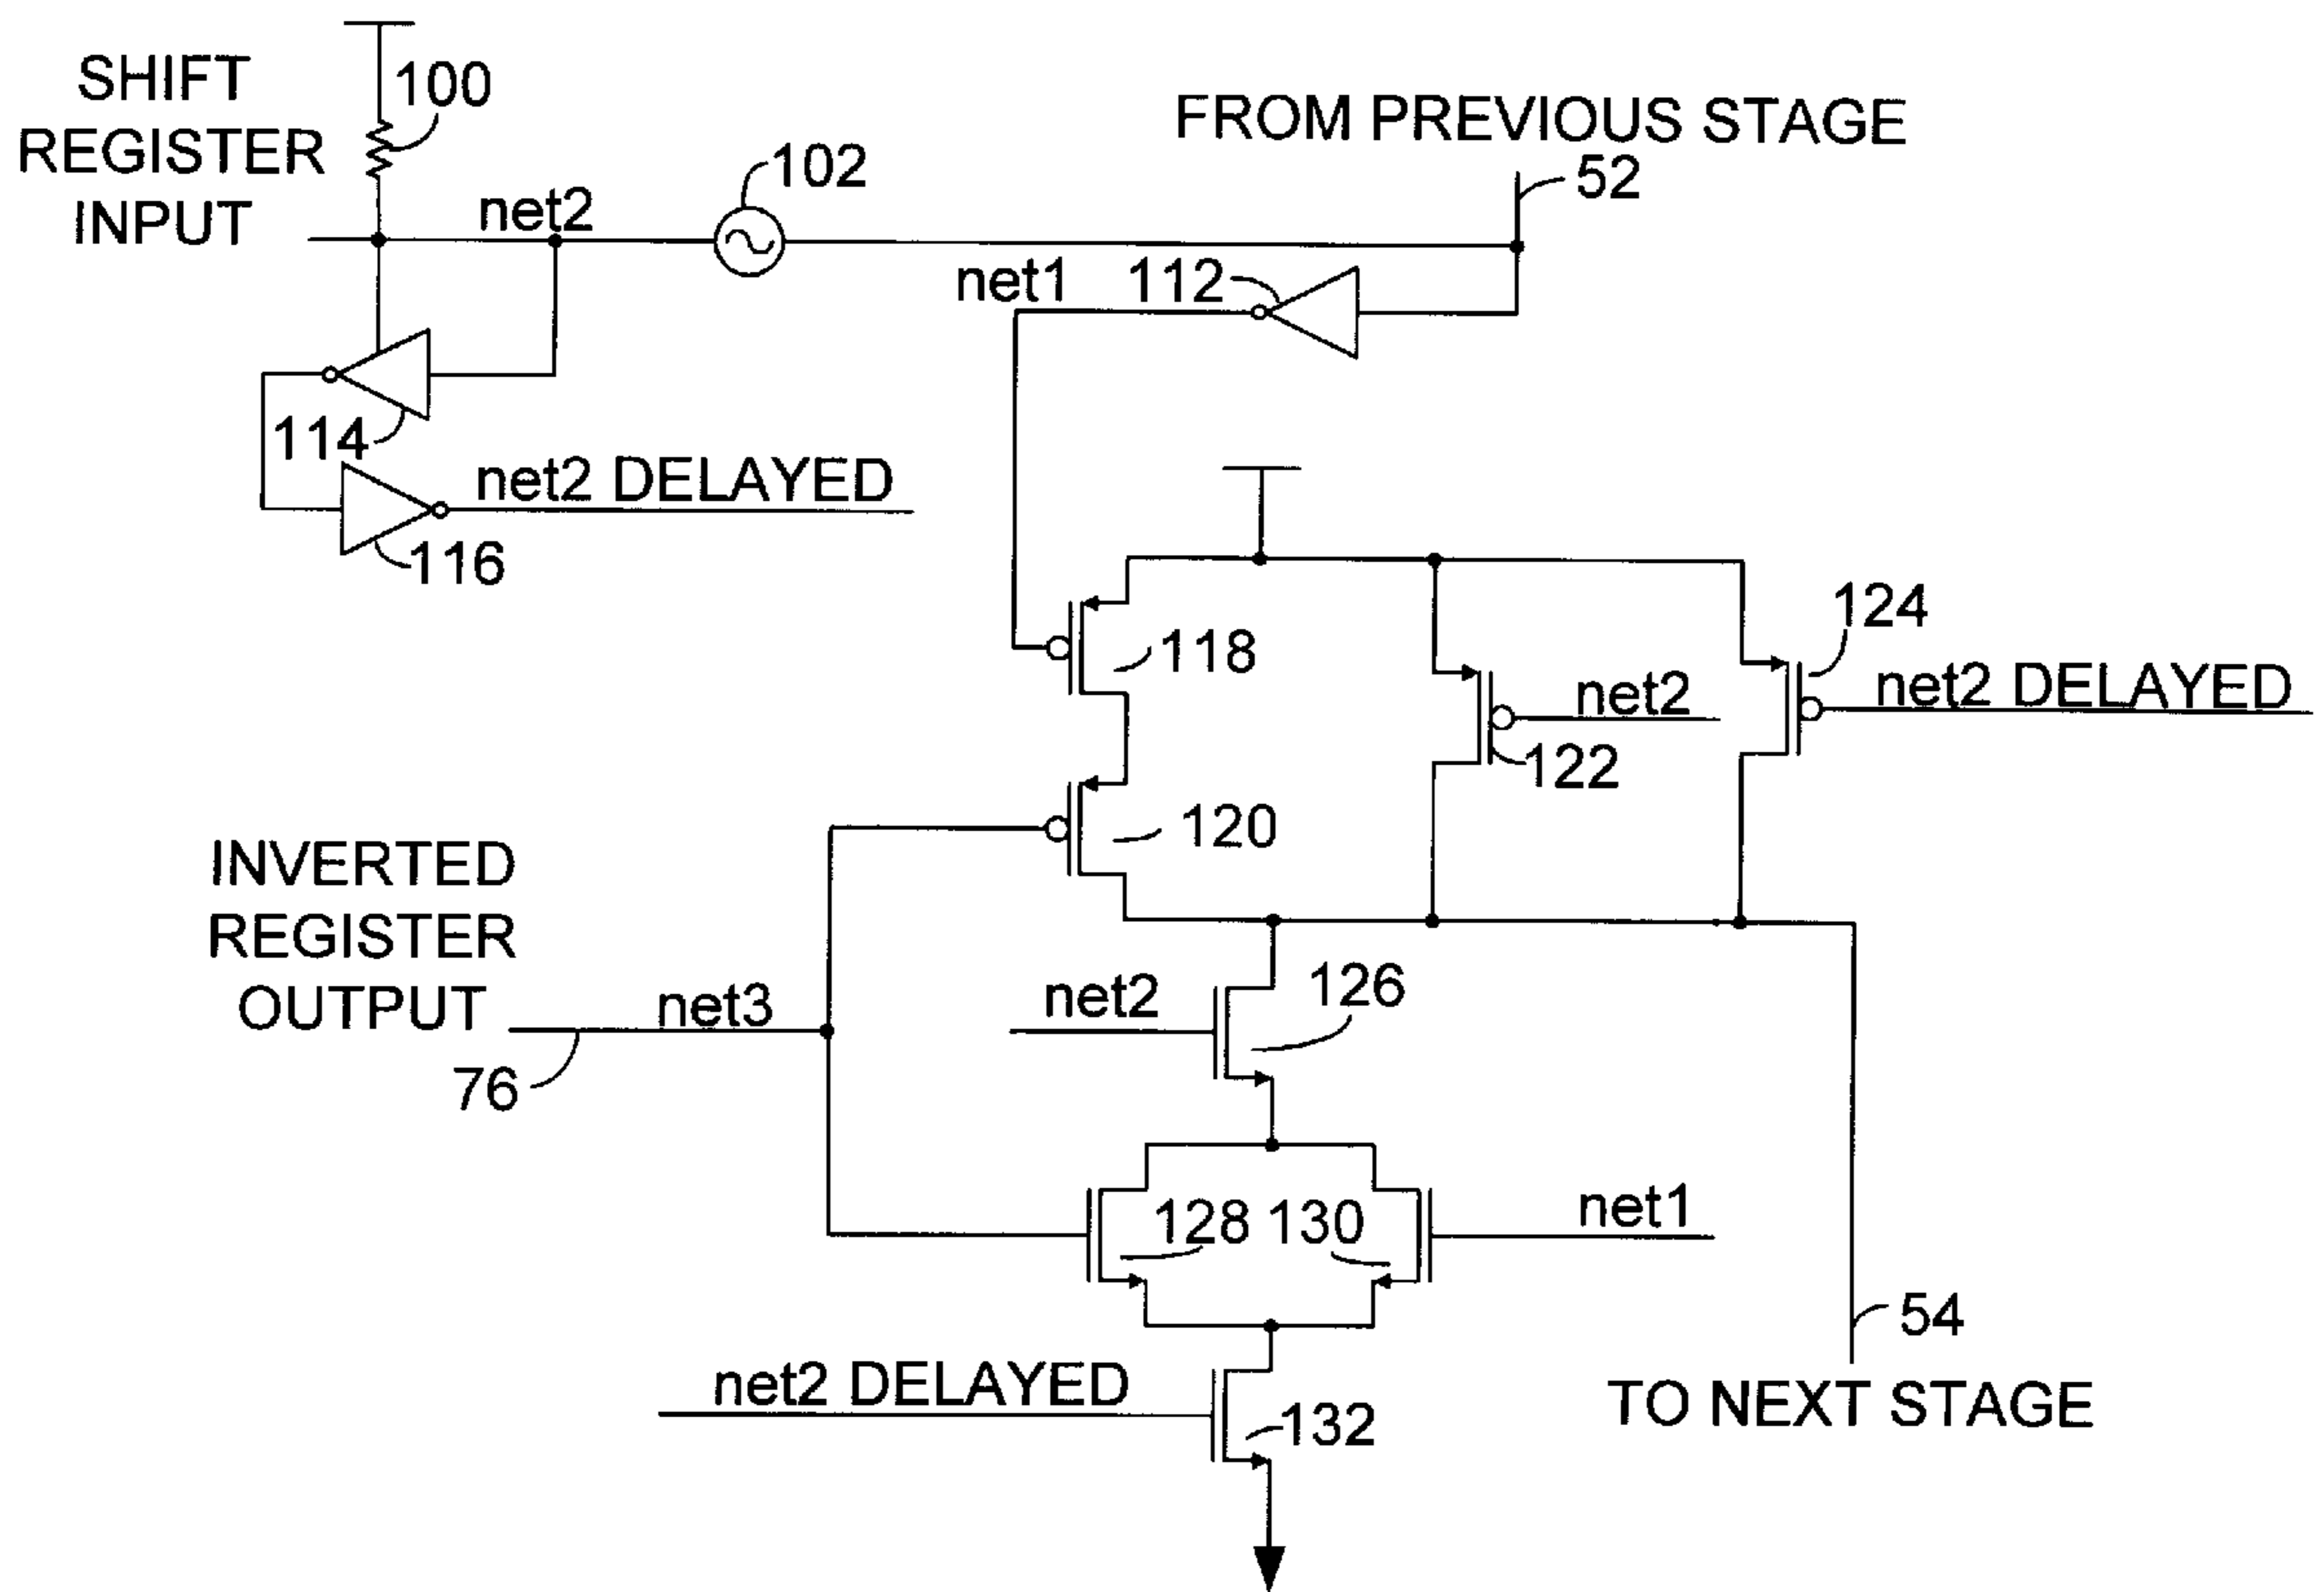 SHIFT
REGISTER
INPUT
100
net2
102
FROM PREVIOUS STAGE
52
net1
112
114
net2 DELAYED
116
118
net2
122
124
net2 DELAYED
120
INVERTED
REGISTER
OUTPUT
net3
76
net2
126
128
130
net1
net2 DELAYED
132
54
TO NEXT STAGE